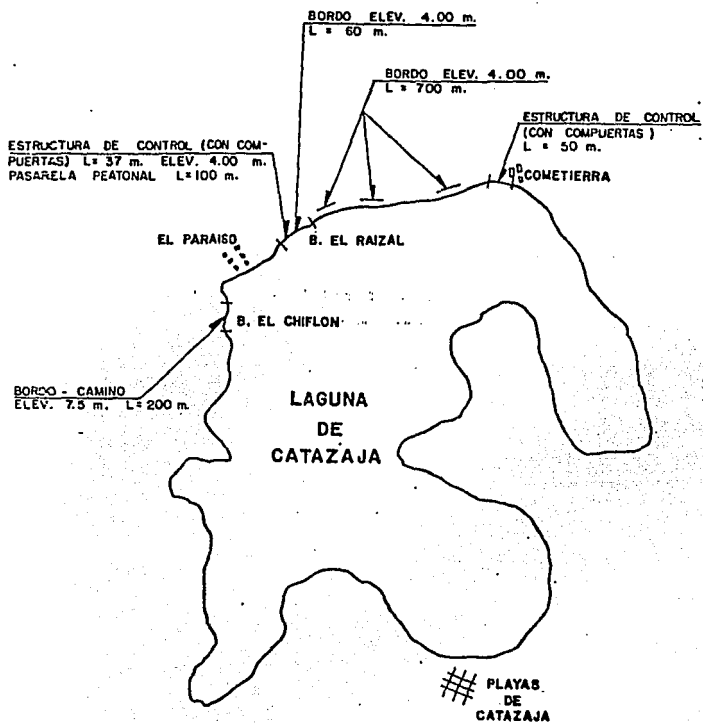 BORDO ELEV. 4.00 m.
L = 60 m.
BORDO ELEV. 4.00 m.
L = 700 m.
ESTRUCTURA DE CONTROL
(CON COMPUERTAS)
L = 50 m.
ESTRUCTURA DE CONTROL (CON COM-
PUERTAS) L= 37 m. ELEV. 4.00 m.
PASARELA PEATONAL L=100 m.
COMETIERRA
EL PARAISO
B. EL RAIZAL
B. EL CHIFLON
BORDO - CAMINO
ELEV. 7.5 m. L=200 m.
LAGUNA
DE
CATAZAJA
PLAYAS
DE
CATAZAJA